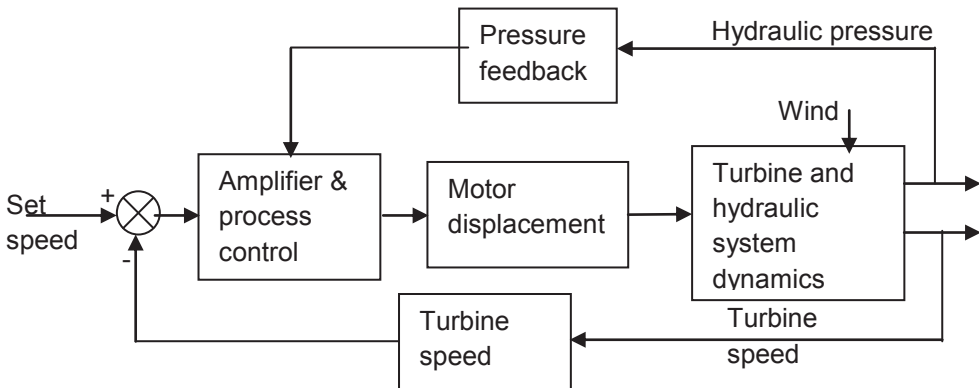 Pressure
feedback
Hydraulic pressure
Wind
Set
speed
+
-
Amplifier &
process
control
Motor
displacement
Turbine and
hydraulic
system
dynamics
Turbine
speed
Turbine
speed